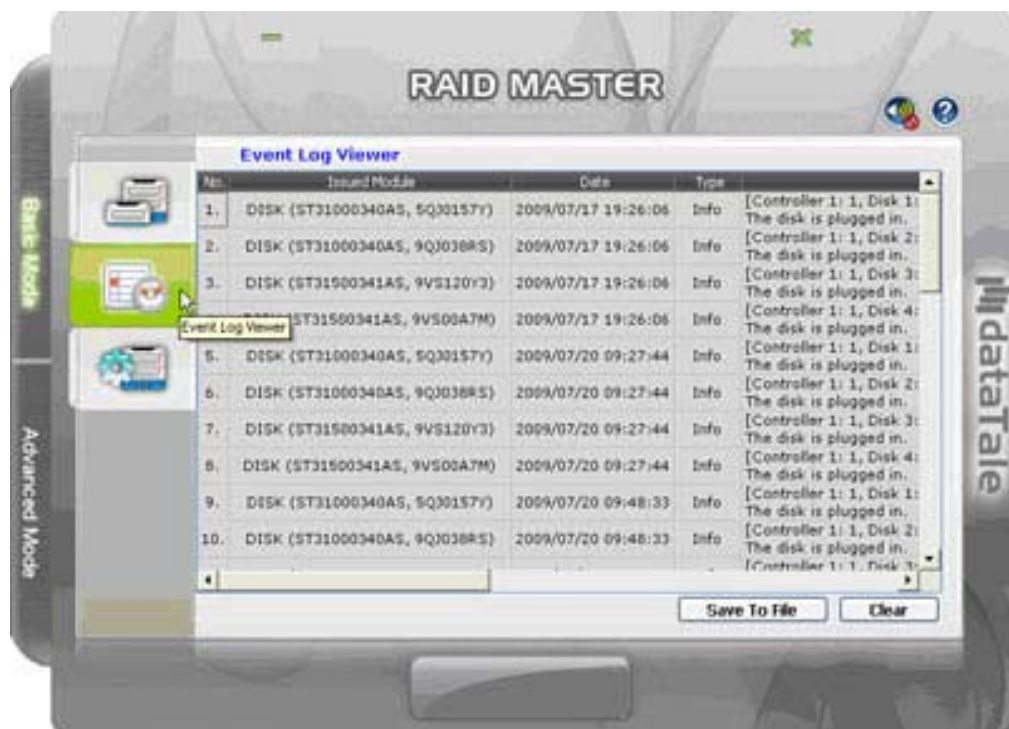 RAID MASTER
Event Log Viewer
No. Issued Module Date Type
1. DISK (ST31000340AS, 5QJ0157Y) 2009/07/17 19:26:06 Info [Controller 1: 1, Disk 1:
The disk is plugged in.
2. DISK (ST31000340AS, 9QJ038RS) 2009/07/17 19:26:06 Info [Controller 1: 1, Disk 2:
The disk is plugged in.
3. DISK (ST31500341AS, 9VS120Y3) 2009/07/17 19:26:06 Info [Controller 1: 1, Disk 3:
The disk is plugged in.
ST31500341AS, 9VS00A7M) 2009/07/17 19:26:06 Info [Controller 1: 1, Disk 4:
The disk is plugged in.
Event Log Viewer
5. DISK (ST31000340AS, 5QJ0157Y) 2009/07/20 09:27:44 Info [Controller 1: 1, Disk 1:
The disk is plugged in.
6. DISK (ST31000340AS, 9QJ038RS) 2009/07/20 09:27:44 Info [Controller 1: 1, Disk 2:
The disk is plugged in.
7. DISK (ST31500341AS, 9VS120Y3) 2009/07/20 09:27:44 Info [Controller 1: 1, Disk 3:
The disk is plugged in.
8. DISK (ST31500341AS, 9VS00A7M) 2009/07/20 09:27:44 Info [Controller 1: 1, Disk 4:
The disk is plugged in.
9. DISK (ST31000340AS, 5QJ0157Y) 2009/07/20 09:48:33 Info [Controller 1: 1, Disk 1:
The disk is plugged in.
10. DISK (ST31000340AS, 9QJ038RS) 2009/07/20 09:48:33 Info [Controller 1: 1, Disk 2:
The disk is plugged in.
[Controller 1: 1, Disk 3:
Save To File Clear
Basic Mode
Advanced Mode
dataTale